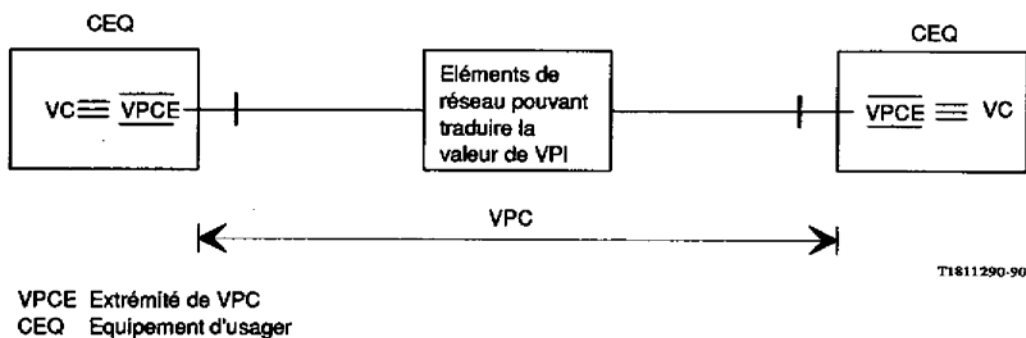 CEQ
CEQ
VC VPCE
Eléments de
réseau pouvant
traduire la
valeur de VPI
VPCE VC
VPC
T1811290-90
VPCE Extrémité de VPC
CEQ Equipement d'usager